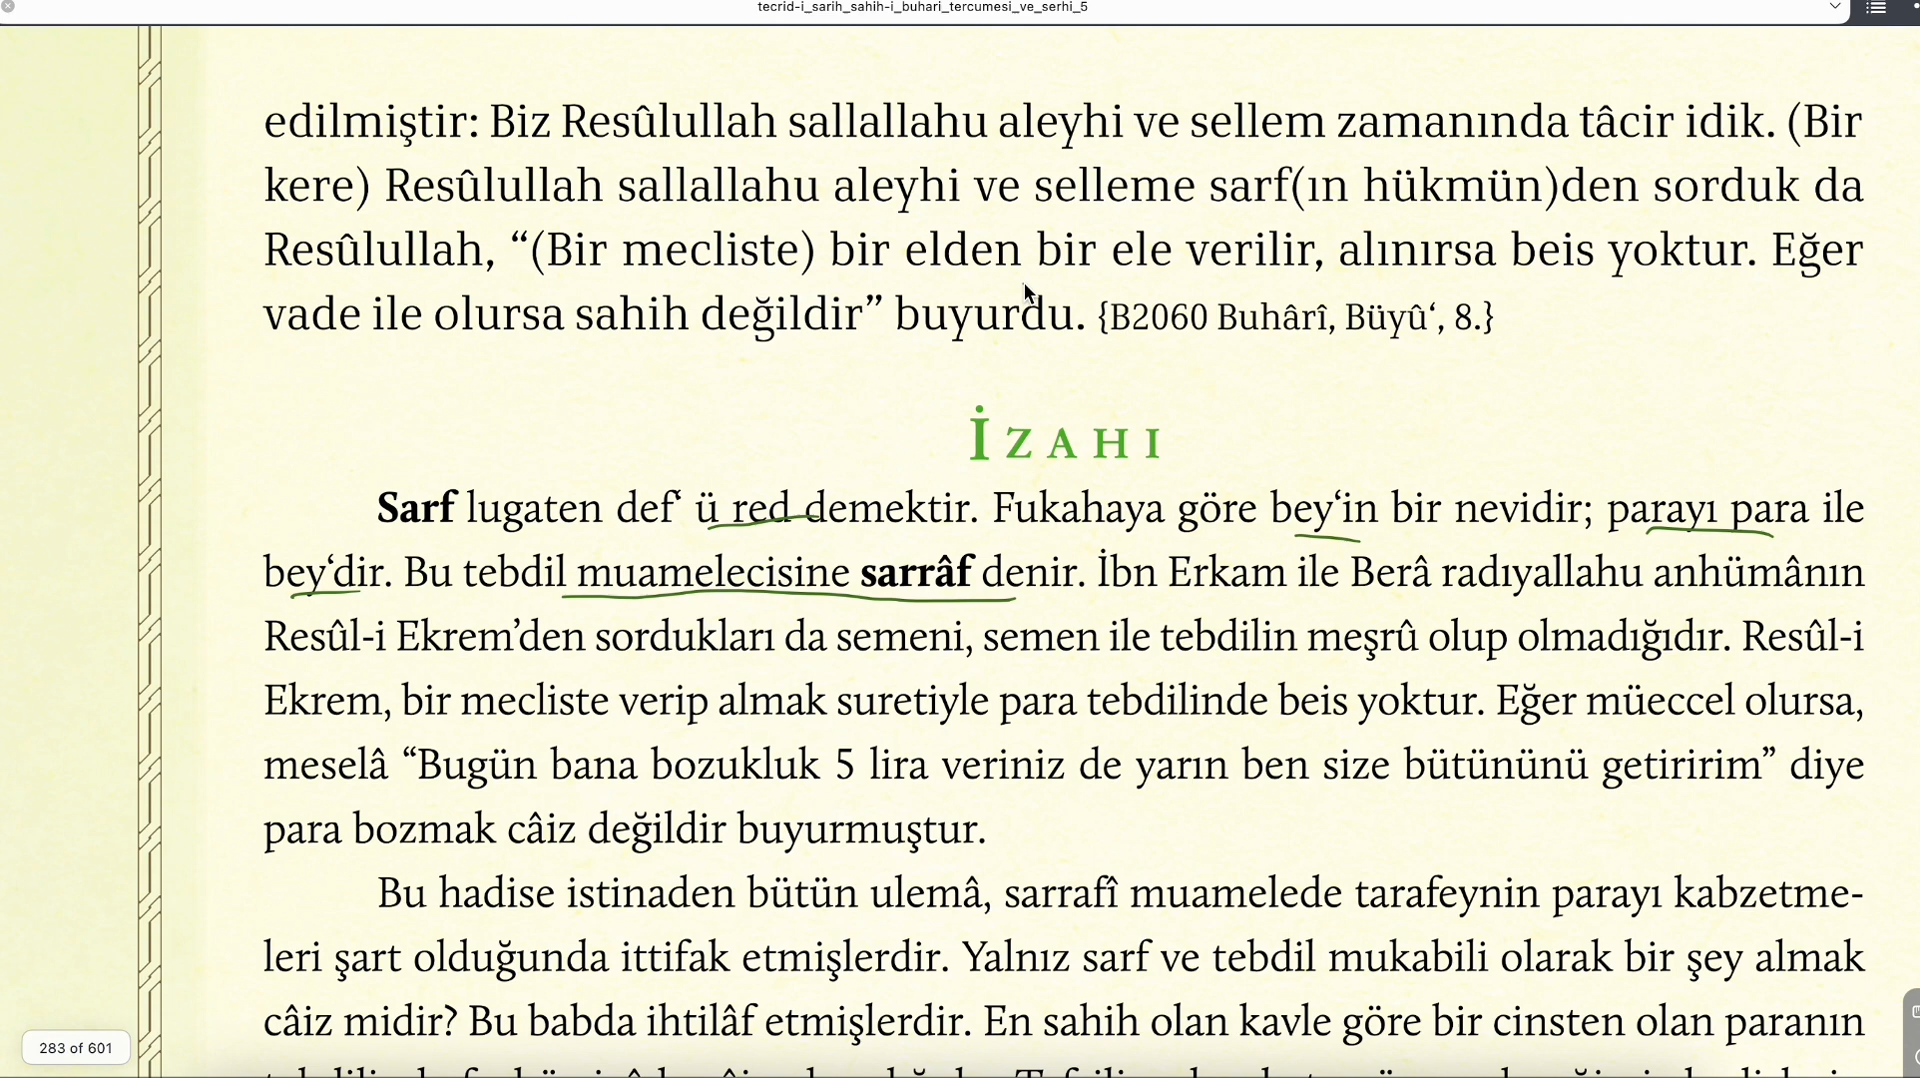 tecrid-i_sarih_sahih-i_buhari_tercumesi_ve_serhi_5
edilmiştir: Biz Resûlullah sallallahu aleyhi ve sellem zamanında tâcir idik. (Bir
kere) Resûlullah sallallahu aleyhi ve selleme sarf(ın hükmün)den sorduk da
Resûlullah, “(Bir mecliste) bir elden bir ele verilir, alınırsa beis yoktur. Eğer
vade ile olursa sahih değildir” buyurdu. {B2060 Buhârî, Büyû‘, 8.}
İZAHI
Sarf lugaten def‘ ü red demektir. Fukahaya göre bey‘in bir nevidir; parayı para ile
bey‘dir. Bu tebdil muamelecisine sarrâf denir. İbn Erkam ile Berâ radıyallahu anhümânın
Resûl-i Ekrem’den sordukları da semeni, semen ile tebdilin meşrû olup olmadığıdır. Resûl-i
Ekrem, bir mecliste verip almak suretiyle para tebdilinde beis yoktur. Eğer müeccel olursa,
meselâ “Bugün bana bozukluk 5 lira veriniz de yarın ben size bütününü getiririm” diye
para bozmak câiz değildir buyurmuştur.
Bu hadise istinaden bütün ulemâ, sarrafî muamelede tarafeynin parayı kabzetme-
leri şart olduğunda ittifak etmişlerdir. Yalnız sarf ve tebdil mukabili olarak bir şey almak
câiz midir? Bu babda ihtilâf etmişlerdir. En sahih olan kavle göre bir cinsten olan paranın
283 of 601